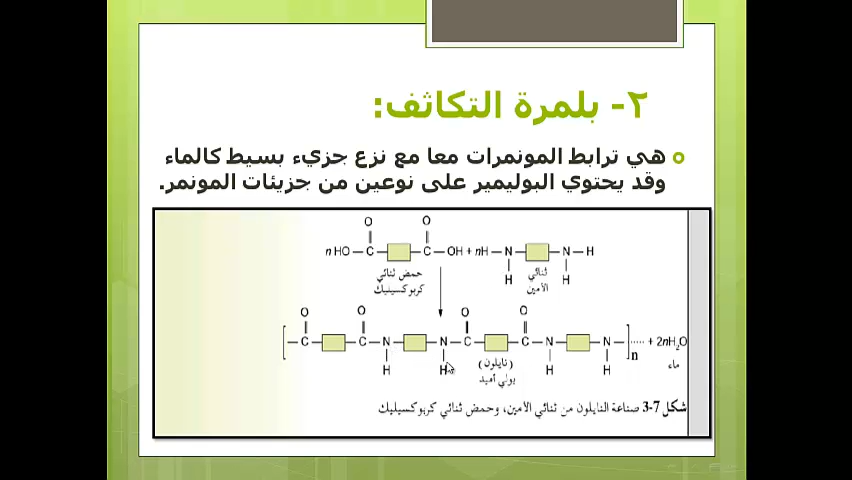 ٢- بلمرة التكاثف:
هي ترابط المونمرات معا مع نزع جزيء بسيط كالماء
وقد يحتوي البوليمير على نوعين من جزيئات المونمر.
O O
n HO—C—C—OH + nH—N—N—H
H H
حمض ثنائي
كربوكسيليك
ثنائي
الأمين
O O O O
[—C—C—N—N—C—C—N—N—]n ..... + 2nH₂O
H H H H
(نايلون)
بولي أميد
ماء
شكل 7-3 صناعة النايلون من ثنائي الأمين، وحمض ثنائي كربوكسيليك